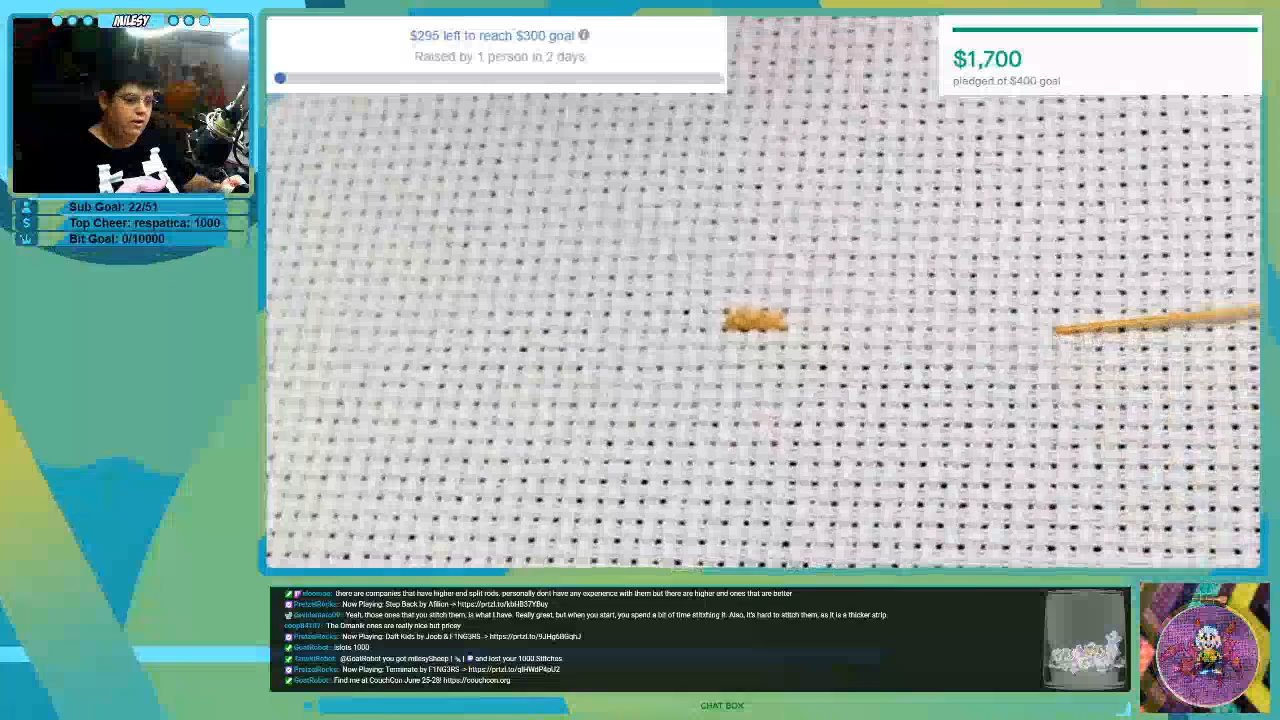 MILESY
$295 left to reach $300 goal
Raised by 1 person in 2 days
$1,700
pledged of $400 goal
Sub Goal: 22/51
Top Cheer: respatica: 1000
Bit Goal: 0/10000
there are companies that have higher end split rods. personally dont have any experience with them but there are higher end ones that are better
PretzelRocks: Now Playing: Step Back by Afilion -> https://prtzl.to/kbHB37YBuy
Yeah, those ones that you stitch them, is what I have. Really great, but when you start, you spend a bit of time stitching it. Also, it's hard to stitch them, as it is a thicker strip.
The Dmanik ones are really nice but pricey
PretzelRocks: Now Playing: Daft Kids by Joob & F1NG3RS -> https://prtzl.to/9JHg6BGqhJ
GoatRobot: !slots 1000
@GoatRobot you got milesySheep | and lost your 1000 Stitches
PretzelRocks: Now Playing: Terminate by F1NG3RS -> https://prtzl.to/qlHWdP4pU2
GoatRobot: Find me at CouchCon June 25-28! https://couchcon.org
CHAT BOX